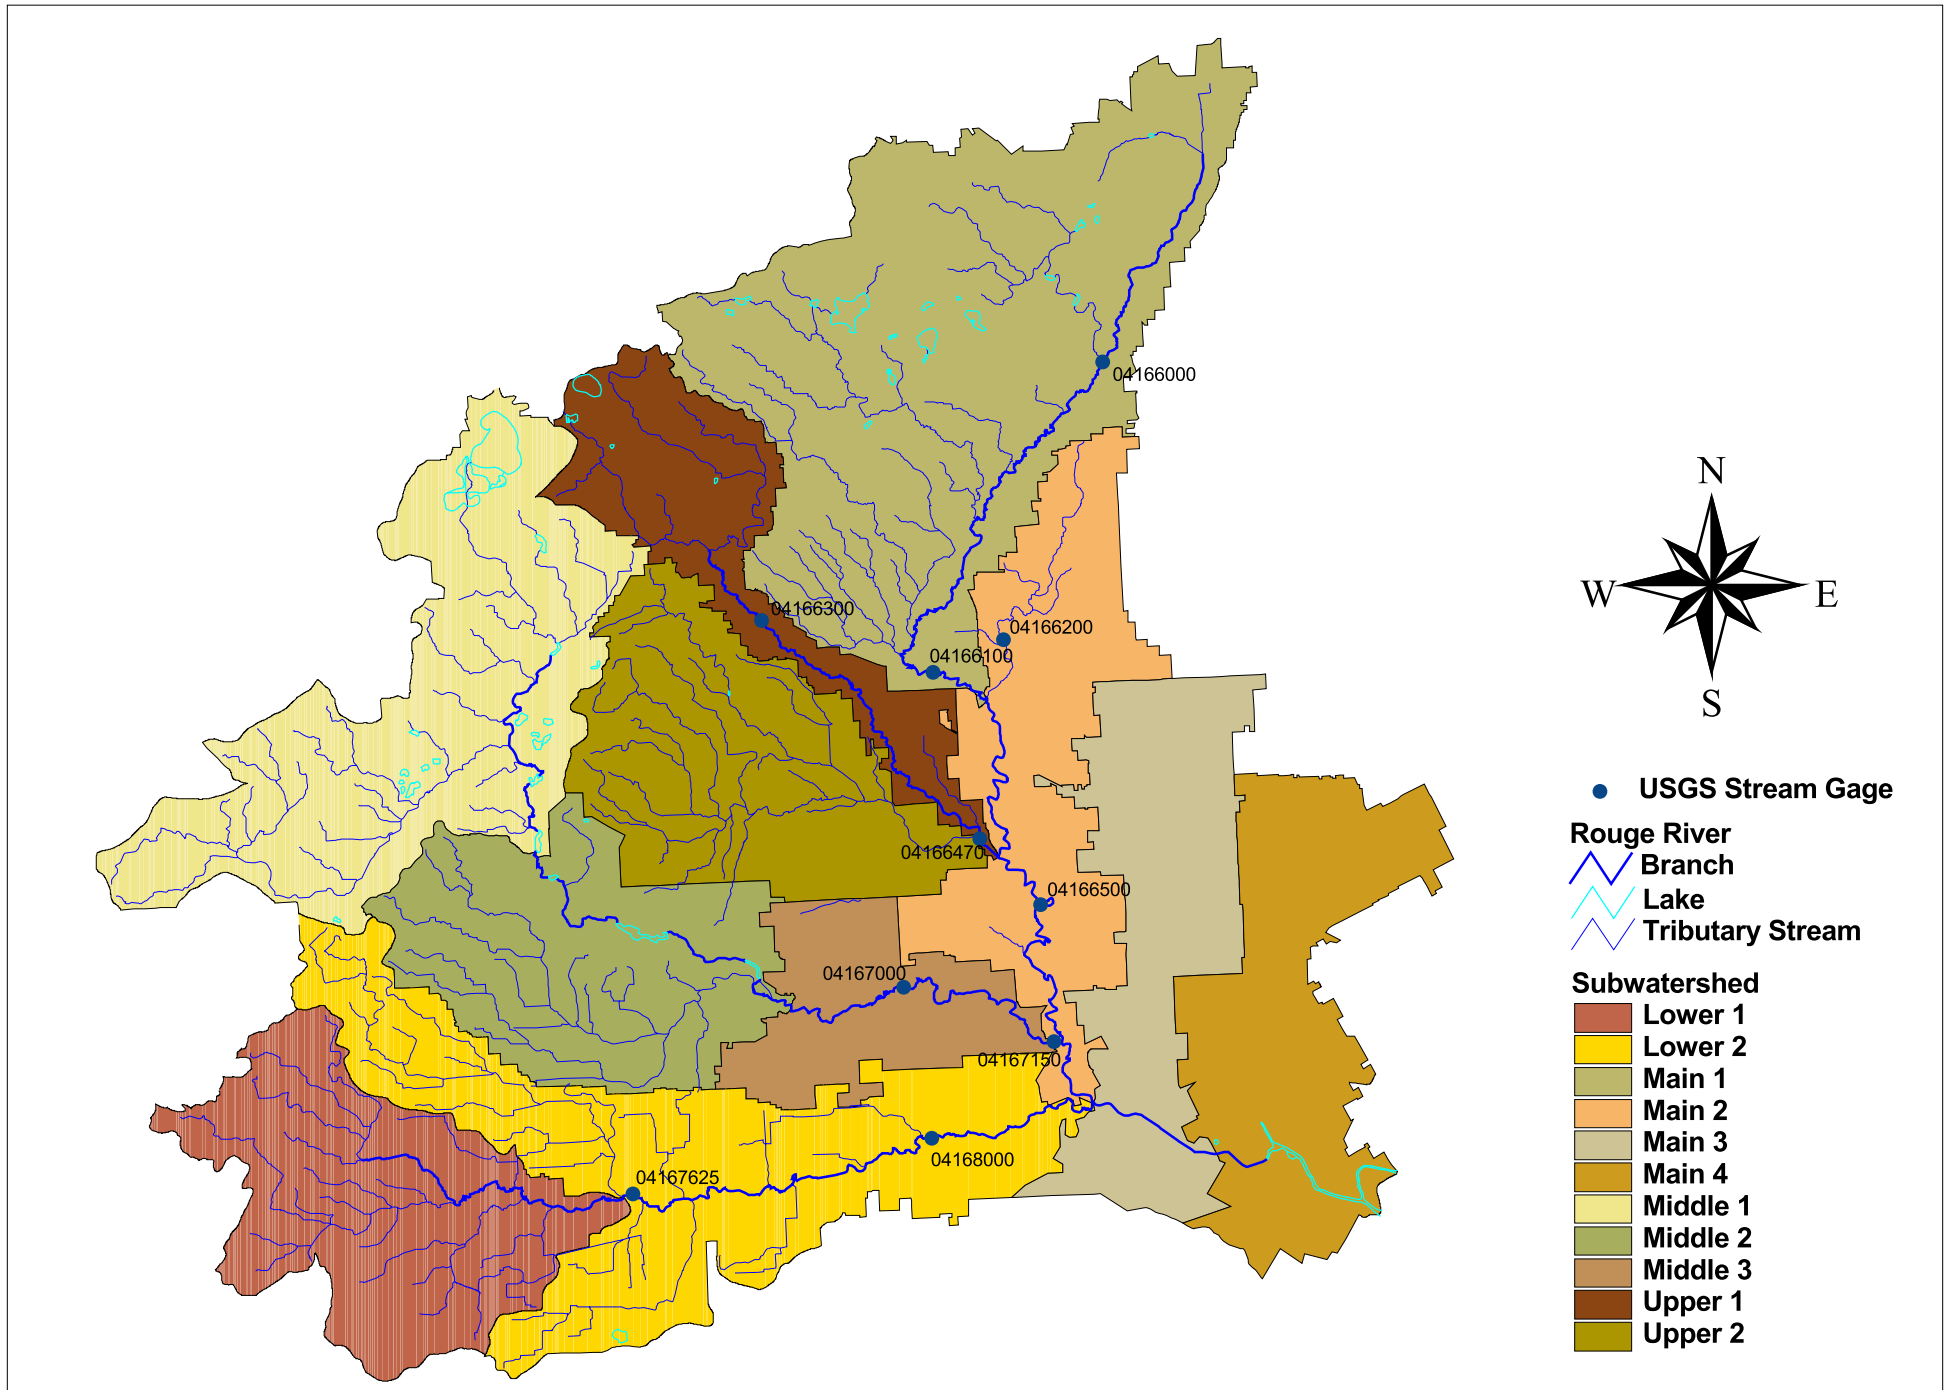 04166000
04166300
04166200
04166100
04166470
04166500
04167000
04167150
04168000
04167625
N
W
E
S
USGS Stream Gage
Rouge River
Branch
Lake
Tributary Stream
Subwatershed
Lower 1
Lower 2
Main 1
Main 2
Main 3
Main 4
Middle 1
Middle 2
Middle 3
Upper 1
Upper 2